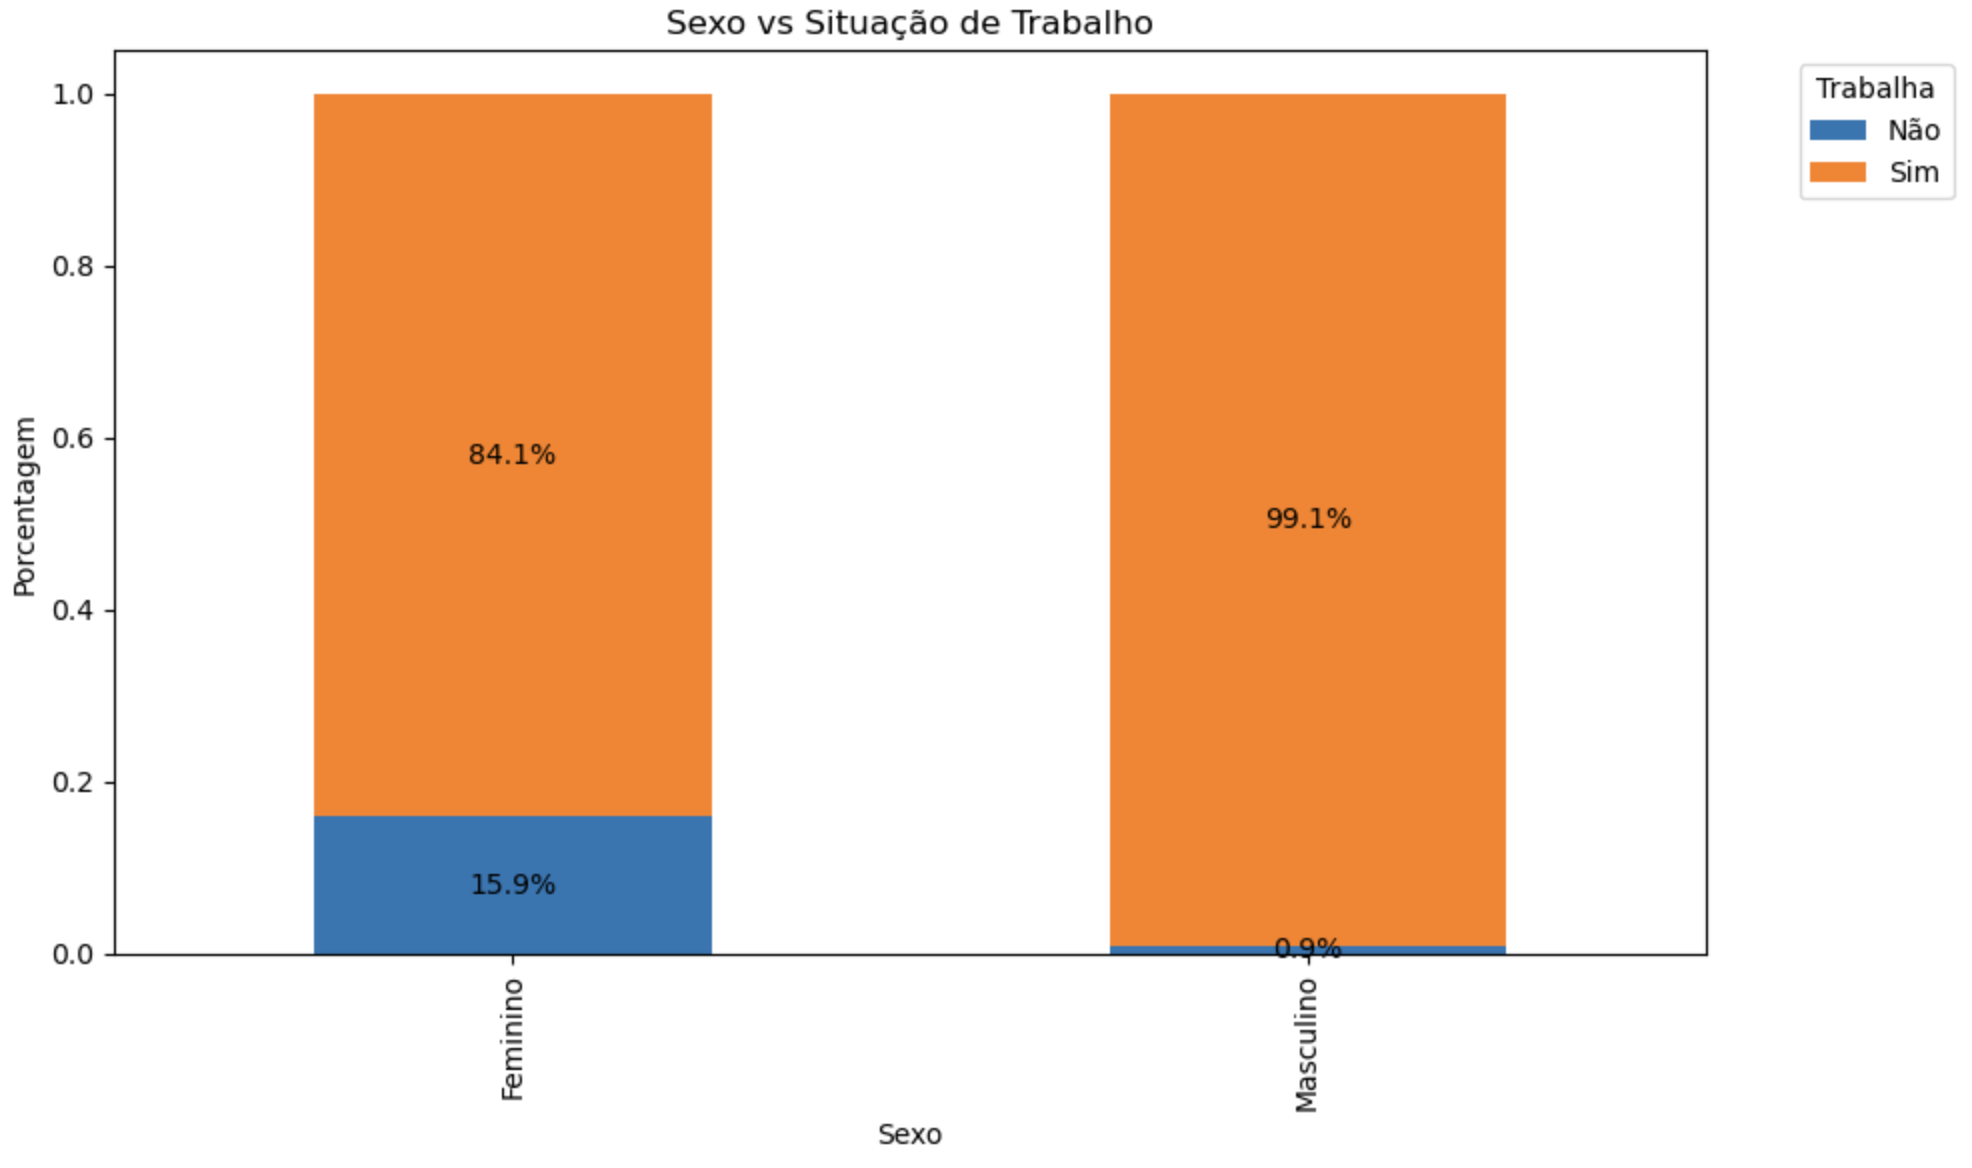 Sexo vs Situação de Trabalho
Trabalha
Não
Sim
Porcentagem
1.0
0.8
0.6
0.4
0.2
0.0
84.1%
15.9%
99.1%
0.9%
Feminino
Masculino
Sexo